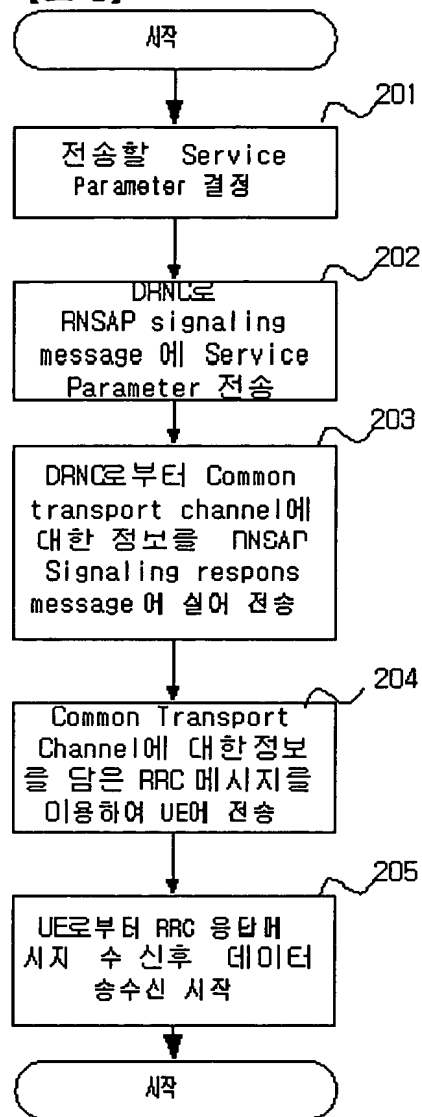 시작
201
전송할 Service
Parameter 결정
202
DRNC로
RNSAP signaling
message 에 Service
Parameter 전송
203
DRNC로부터 Common
transport channel에
대한 정보를 RNSAP
Signaling respons
message에 실어 전송
204
Common Transport
Channel에 대한정보
를 담은 RRC 메시지를
이용하여 UE에 전송
205
UE로부터 RRC 응답메
시지 수 신후 데이터
송수신 시작
시작